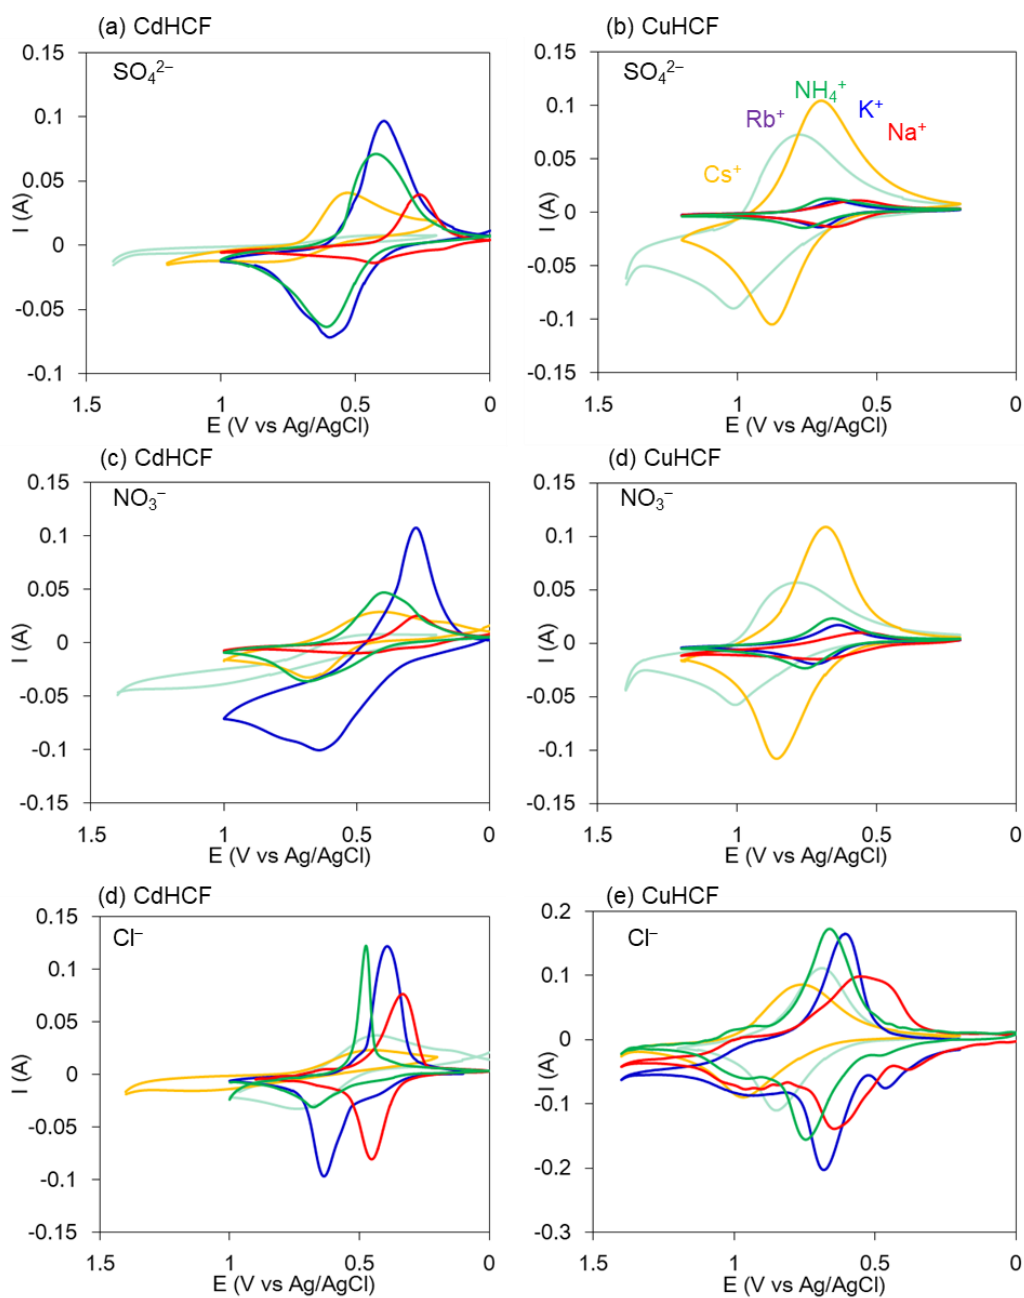 (a) CdHCF
(b) CuHCF
0.15
SO₄²⁻
0.1
0.05
0
-0.05
-0.1
I (A)
1.5
1
0.5
0
E (V vs Ag/AgCl)
0.15
SO₄²⁻
NH₄⁺
Rb⁺
K⁺
Na⁺
Cs⁺
0.1
0.05
0
-0.05
-0.1
-0.15
I (A)
1.5
1
0.5
0
E (V vs Ag/AgCl)
(c) CdHCF
(d) CuHCF
0.15
NO₃⁻
0.1
0.05
0
-0.05
-0.1
-0.15
I (A)
1.5
1
0.5
0
E (V vs Ag/AgCl)
0.15
NO₃⁻
0.1
0.05
0
-0.05
-0.1
-0.15
I (A)
1.5
1
0.5
0
E (V vs Ag/AgCl)
(d) CdHCF
(e) CuHCF
0.15
Cl⁻
0.1
0.05
0
-0.05
-0.1
-0.15
I (A)
1.5
1
0.5
0
E (V vs Ag/AgCl)
0.2
Cl⁻
0.1
0
-0.1
-0.2
-0.3
I (A)
1.5
1
0.5
0
E (V vs Ag/AgCl)